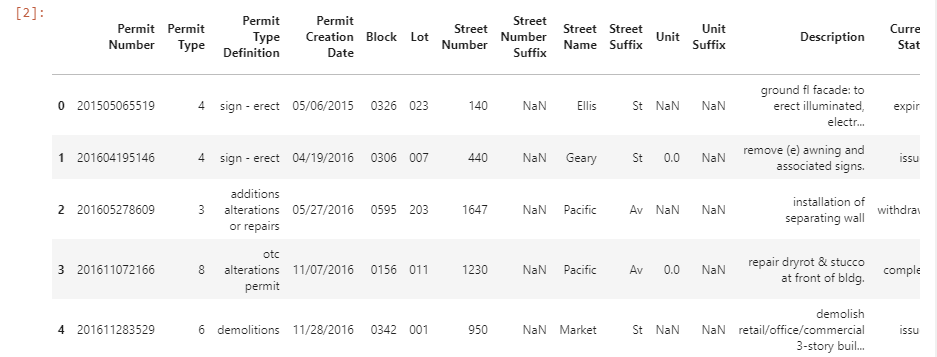 [2]:
Permit Number Permit Type Permit Type Definition Permit Creation Date Block Lot Street Number Street Number Suffix Street Name Street Suffix Unit Unit Suffix Description Curre Stat
0 201505065519 4 sign - erect 05/06/2015 0326 023 140 NaN Ellis St NaN NaN ground fl facade: to erect illuminated, electr... expir
1 201604195146 4 sign - erect 04/19/2016 0306 007 440 NaN Geary St 0.0 NaN remove (e) awning and associated signs. issu
2 201605278609 3 additions alterations or repairs 05/27/2016 0595 203 1647 NaN Pacific Av NaN NaN installation of separating wall withdraw
3 201611072166 8 otc alterations permit 11/07/2016 0156 011 1230 NaN Pacific Av 0.0 NaN repair dryrot & stucco at front of bldg. comple
4 201611283529 6 demolitions 11/28/2016 0342 001 950 NaN Market St NaN NaN demolish retail/office/commercial 3-story buil... issu